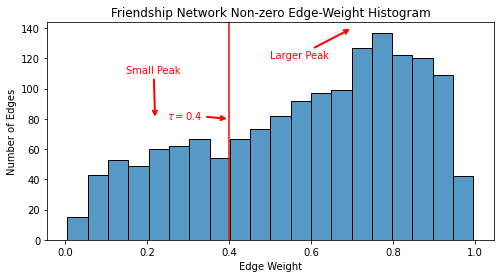 Friendship Network Non-zero Edge-Weight Histogram
140
120
100
80
60
40
20
0
Number of Edges
Small Peak
Larger Peak
τ = 0.4
0.0 0.2 0.4 0.6 0.8 1.0
Edge Weight